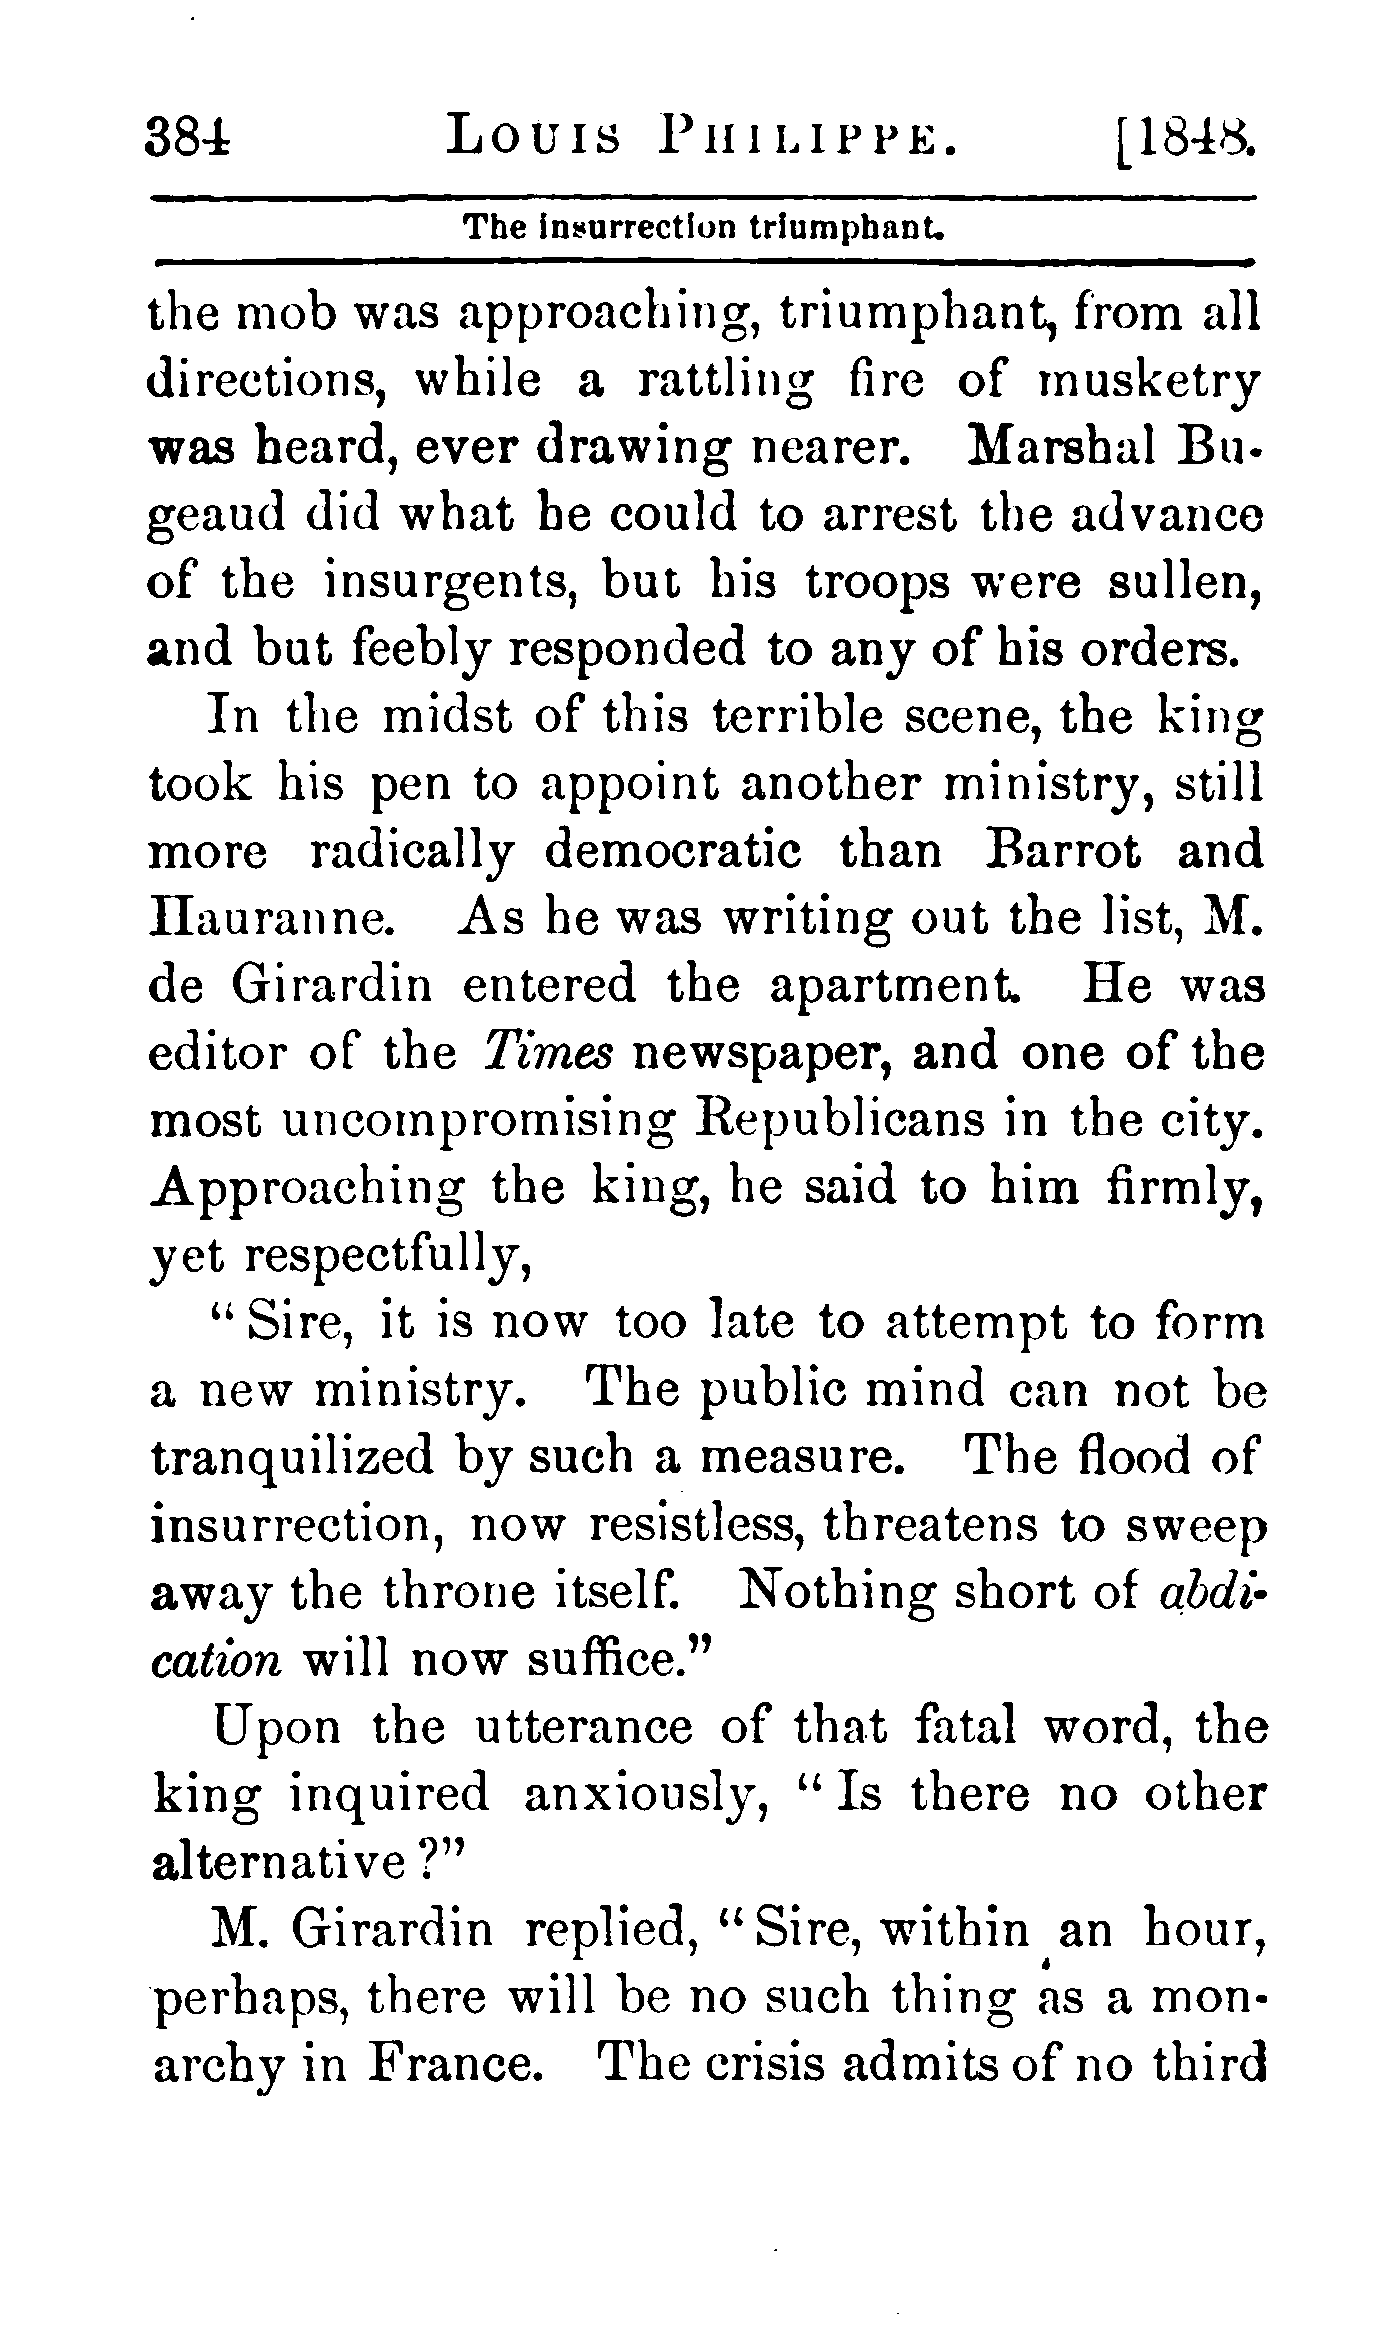 384 LOUIS PHILIPPE. [1848.
The insurrection triumphant.
the mob was approaching, triumphant, from all
directions, while a rattling fire of musketry
was heard, ever drawing nearer. Marshal Bu-
geaud did what he could to arrest the advance
of the insurgents, but his troops were sullen,
and but feebly responded to any of his orders.
In the midst of this terrible scene, the king
took his pen to appoint another ministry, still
more radically democratic than Barrot and
Hauranne. As he was writing out the list, M.
de Girardin entered the apartment. He was
editor of the Times newspaper, and one of the
most uncompromising Republicans in the city.
Approaching the king, he said to him firmly,
yet respectfully,
"Sire, it is now too late to attempt to form
a new ministry. The public mind can not be
tranquilized by such a measure. The flood of
insurrection, now resistless, threatens to sweep
away the throne itself. Nothing short of abdi-
cation will now suffice."
Upon the utterance of that fatal word, the
king inquired anxiously, "Is there no other
alternative?"
M. Girardin replied, "Sire, within an hour,
perhaps, there will be no such thing as a mon-
archy in France. The crisis admits of no third